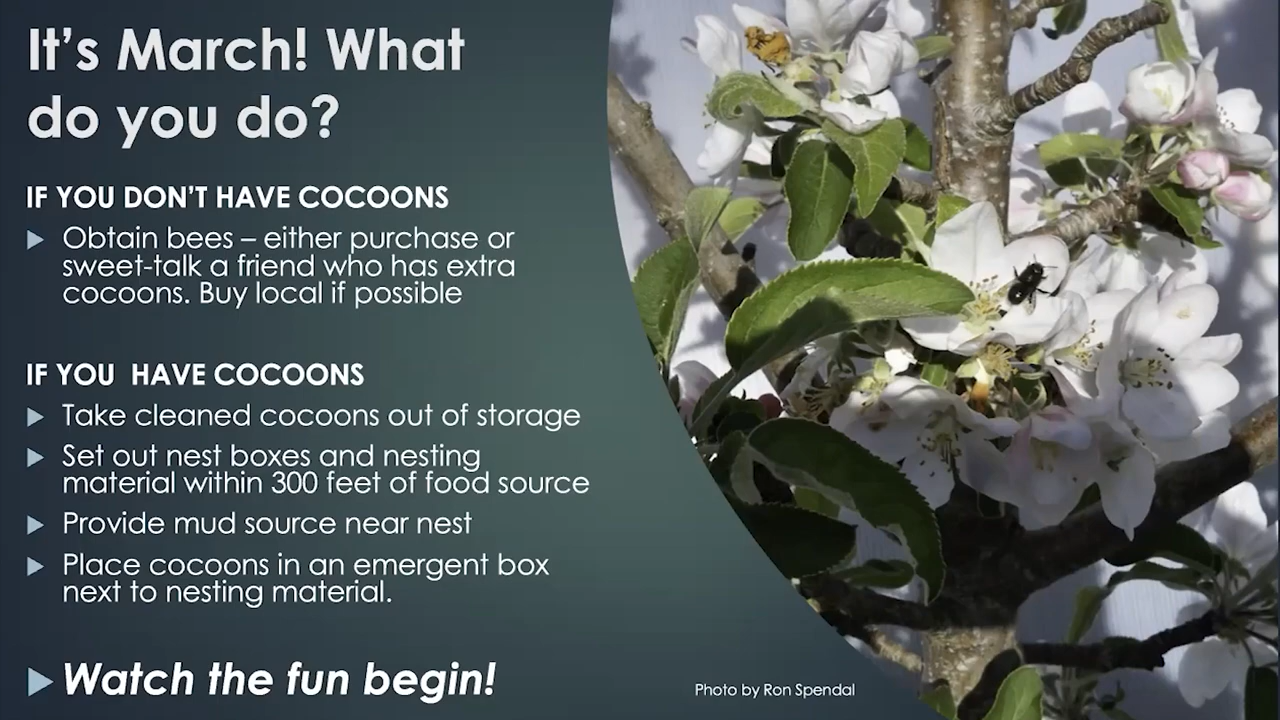 It's March! What
do you do?
IF YOU DON'T HAVE COCOONS
Obtain bees – either purchase or
sweet-talk a friend who has extra
cocoons. Buy local if possible
IF YOU  HAVE COCOONS
Take cleaned cocoons out of storage
Set out nest boxes and nesting
material within 300 feet of food source
Provide mud source near nest
Place cocoons in an emergent box
next to nesting material.
Watch the fun begin!
Photo by Ron Spendal